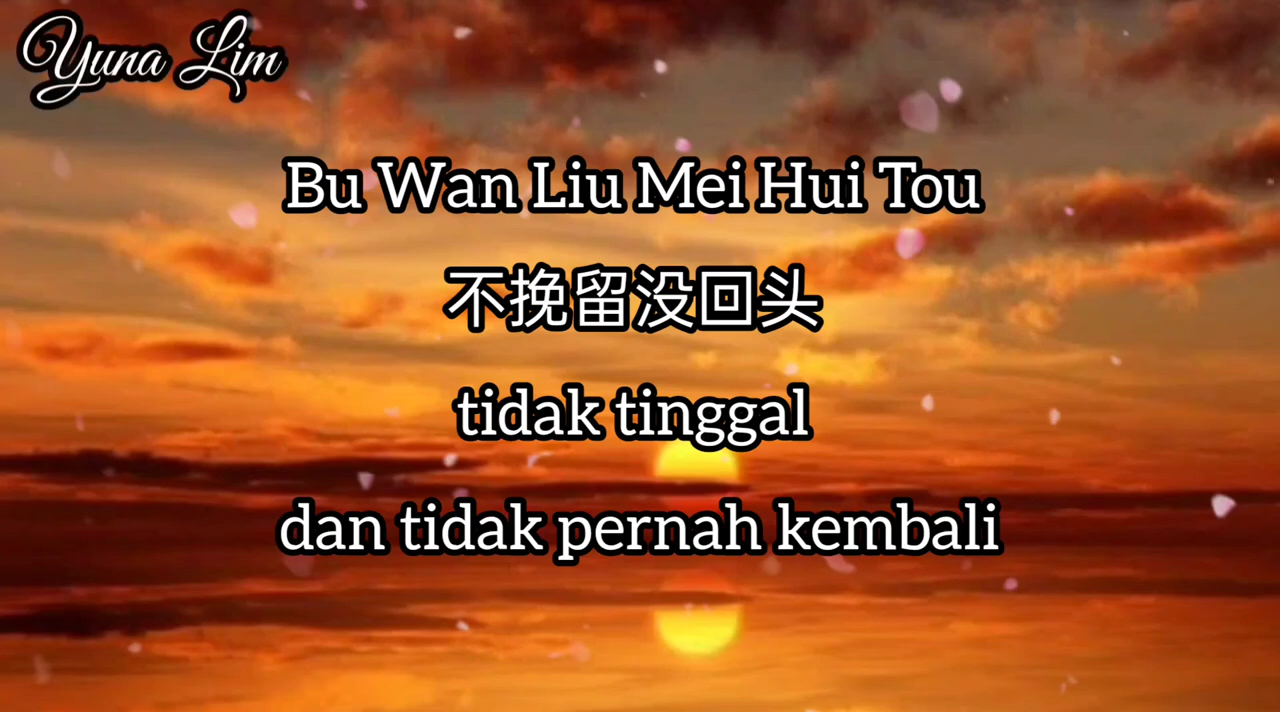 Yuna Lim
Bu Wan Liu Mei Hui Tou
不挽留没回头
tidak tinggal
dan tidak pernah kembali